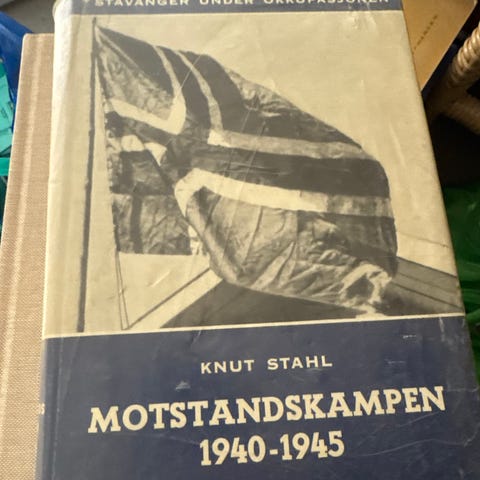 STAVANGER UNDER OKKUPASJONEN
KNUT STAHL
MOTSTANDSKAMPEN
1940-1945